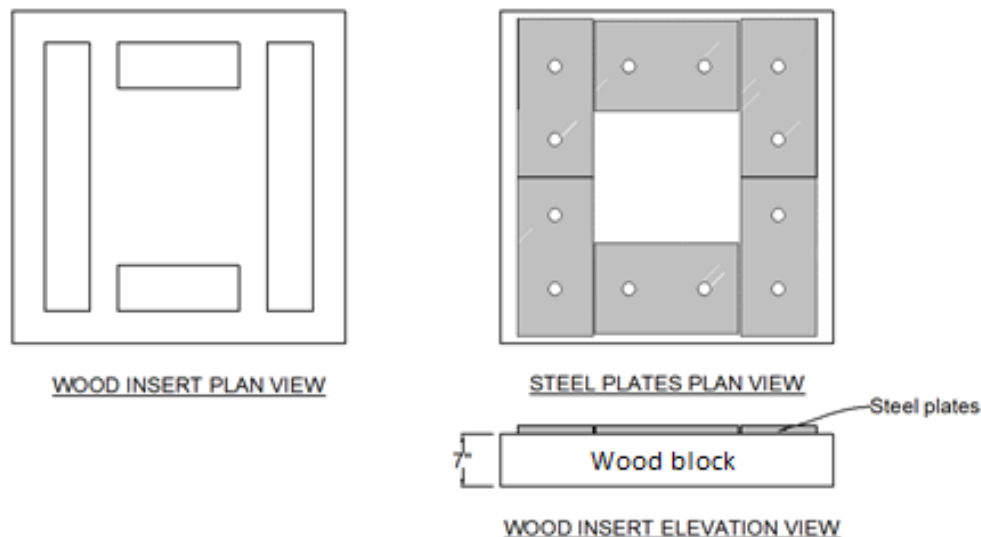 WOOD INSERT PLAN VIEW
STEEL PLATES PLAN VIEW
Steel plates
7"
Wood block
WOOD INSERT ELEVATION VIEW